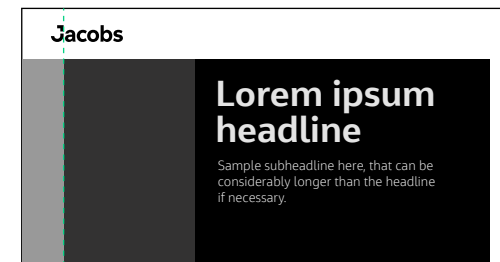 Jacobs
Lorem ipsum
headline
Sample subheadline here, that can be
considerably longer than the headline
if necessary.